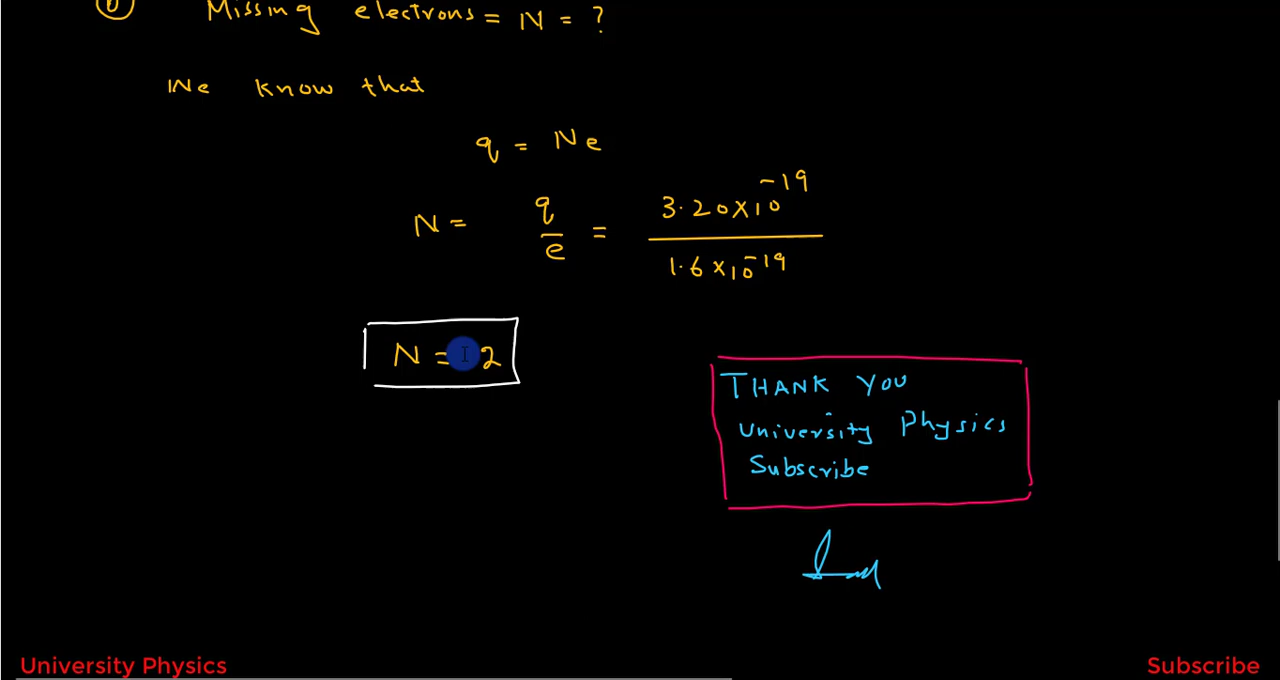 b Missing electrons = N = ?
We know that
q = Ne
N = q/e = 3.20×10⁻¹⁹/1.6×10⁻¹⁹
N = 2
THANK YOU
University Physics
Subscribe
University Physics
Subscribe